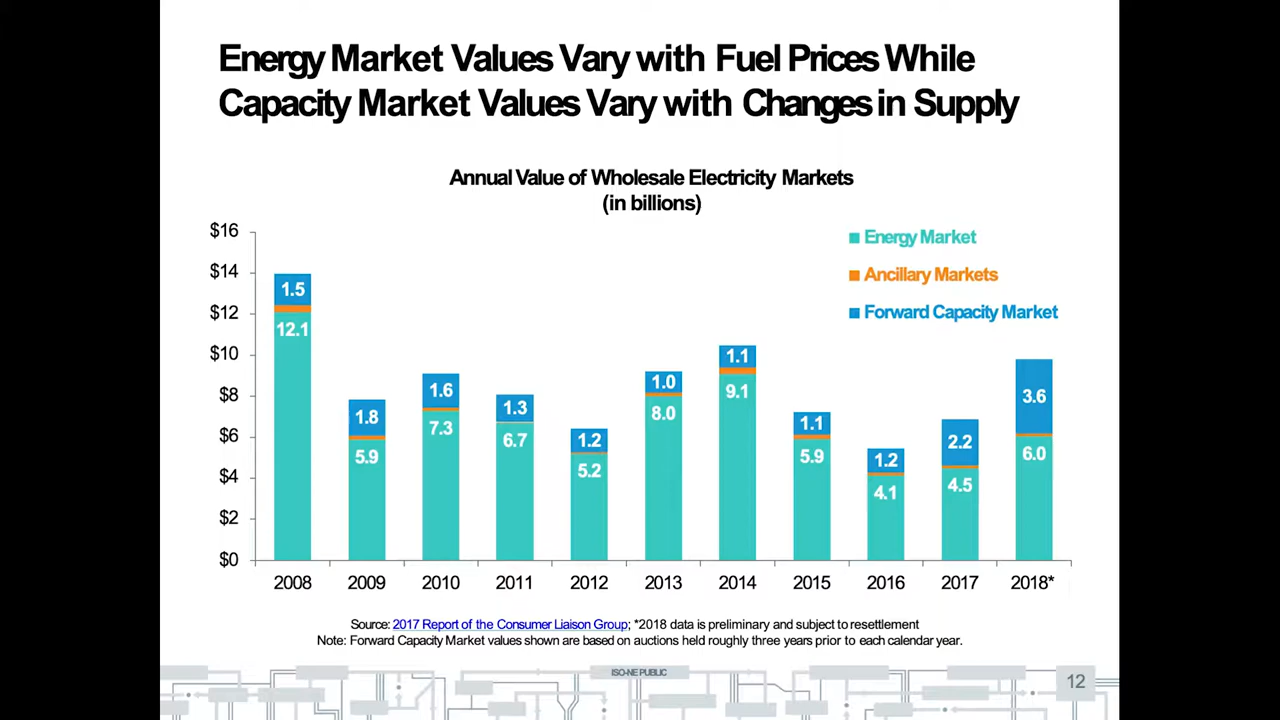 Energy Market Values Vary with Fuel Prices While
Capacity Market Values Vary with Changes in Supply
Annual Value of Wholesale Electricity Markets
(in billions)
$16
$14
$12
$10
$8
$6
$4
$2
$0
Energy Market
Ancillary Markets
Forward Capacity Market
1.5
12.1
1.8
5.9
1.6
7.3
1.3
6.7
1.2
5.2
1.0
8.0
1.1
9.1
1.1
5.9
1.2
4.1
2.2
4.5
3.6
6.0
2008 2009 2010 2011 2012 2013 2014 2015 2016 2017 2018*
Source: 2017 Report of the Consumer Liaison Group; *2018 data is preliminary and subject to resettlement
Note: Forward Capacity Market values shown are based on auctions held roughly three years prior to each calendar year.
ISO-NE PUBLIC
12